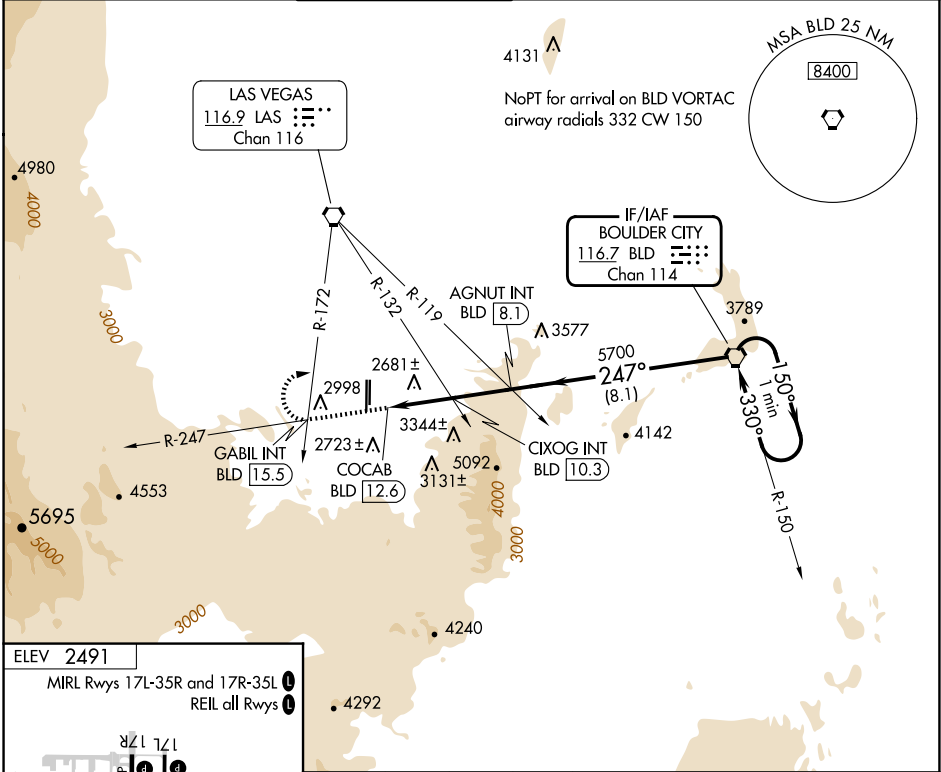 MSA BLD 25 NM
8400
4131
NoPT for arrival on BLD VORTAC
airway radials 332 CW 150
LAS VEGAS
116.9 LAS
Chan 116
4980
4000
IF/IAF
BOULDER CITY
116.7 BLD
Chan 114
R-172
R-132
R-119
AGNUT INT
BLD 8.1
3577
3789
3000
5700
247°
(8.1)
2681±
2998
150°
1 min
330°
R-247
GABIL INT
BLD 15.5
2723±
3344±
COCAB
BLD 12.6
3131±
5092
4000
3000
CIXOG INT
BLD 10.3
4142
R-150
4553
5695
5000
3000
4240
4292
ELEV 2491
MIRL Rwys 17L-35R and 17R-35L L
REIL all Rwys L
17R 17L
P
D D